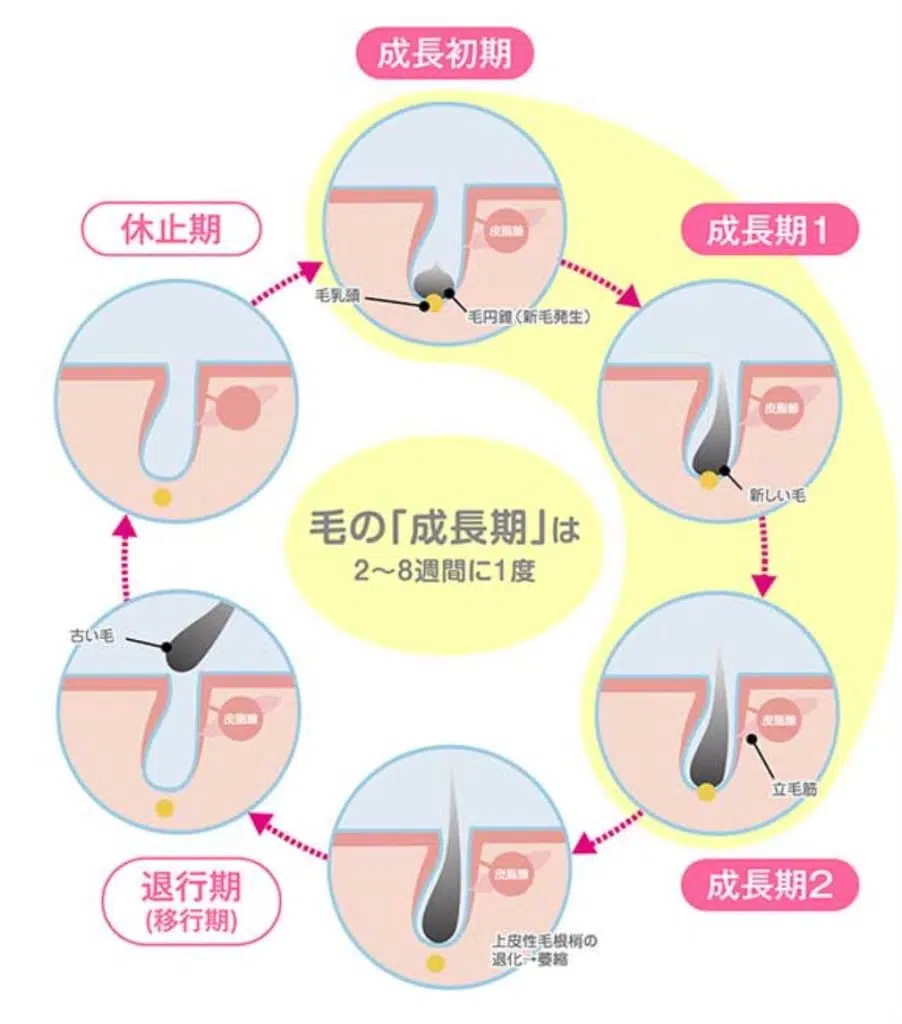 成長初期
皮脂腺
毛乳頭
毛円錐(新毛発生)
成長期1
皮脂腺
新しい毛
毛の「成長期」は
2〜8週間に1度
皮脂腺
立毛筋
成長期2
皮脂腺
上皮性毛根梢の
退化→萎縮
古い毛
皮脂腺
退行期
(移行期)
休止期